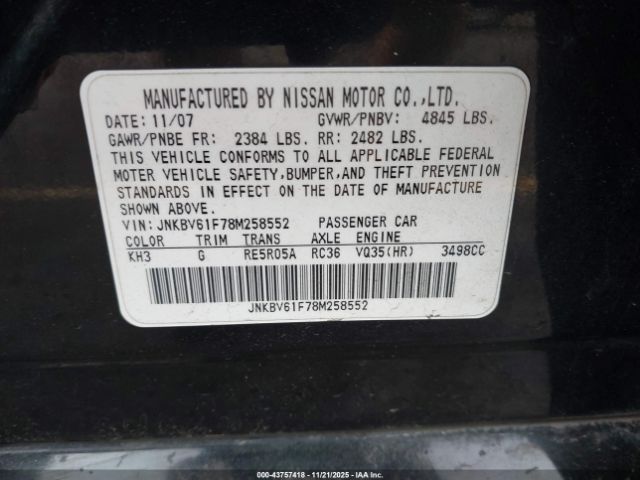 MANUFACTURED BY NISSAN MOTOR CO.,LTD.
DATE: 11/07 GVWR/PNBV: 4845 LBS.
GAWR/PNBE FR: 2384 LBS. RR: 2482 LBS.
THIS VEHICLE CONFORMS TO ALL APPLICABLE FEDERAL
MOTER VEHICLE SAFETY,BUMPER,AND THEFT PREVENTION
STANDARDS IN EFFECT ON THE DATE OF MANUFACTURE
SHOWN ABOVE.
VIN: JNKBV61F78M258552 PASSENGER CAR
COLOR TRIM TRANS AXLE ENGINE
KH3 G RE5R05A RC36 VQ35(HR) 3498CC
JNKBV61F78M258552
000-43757418 - 11/21/2025 - IAA Inc.